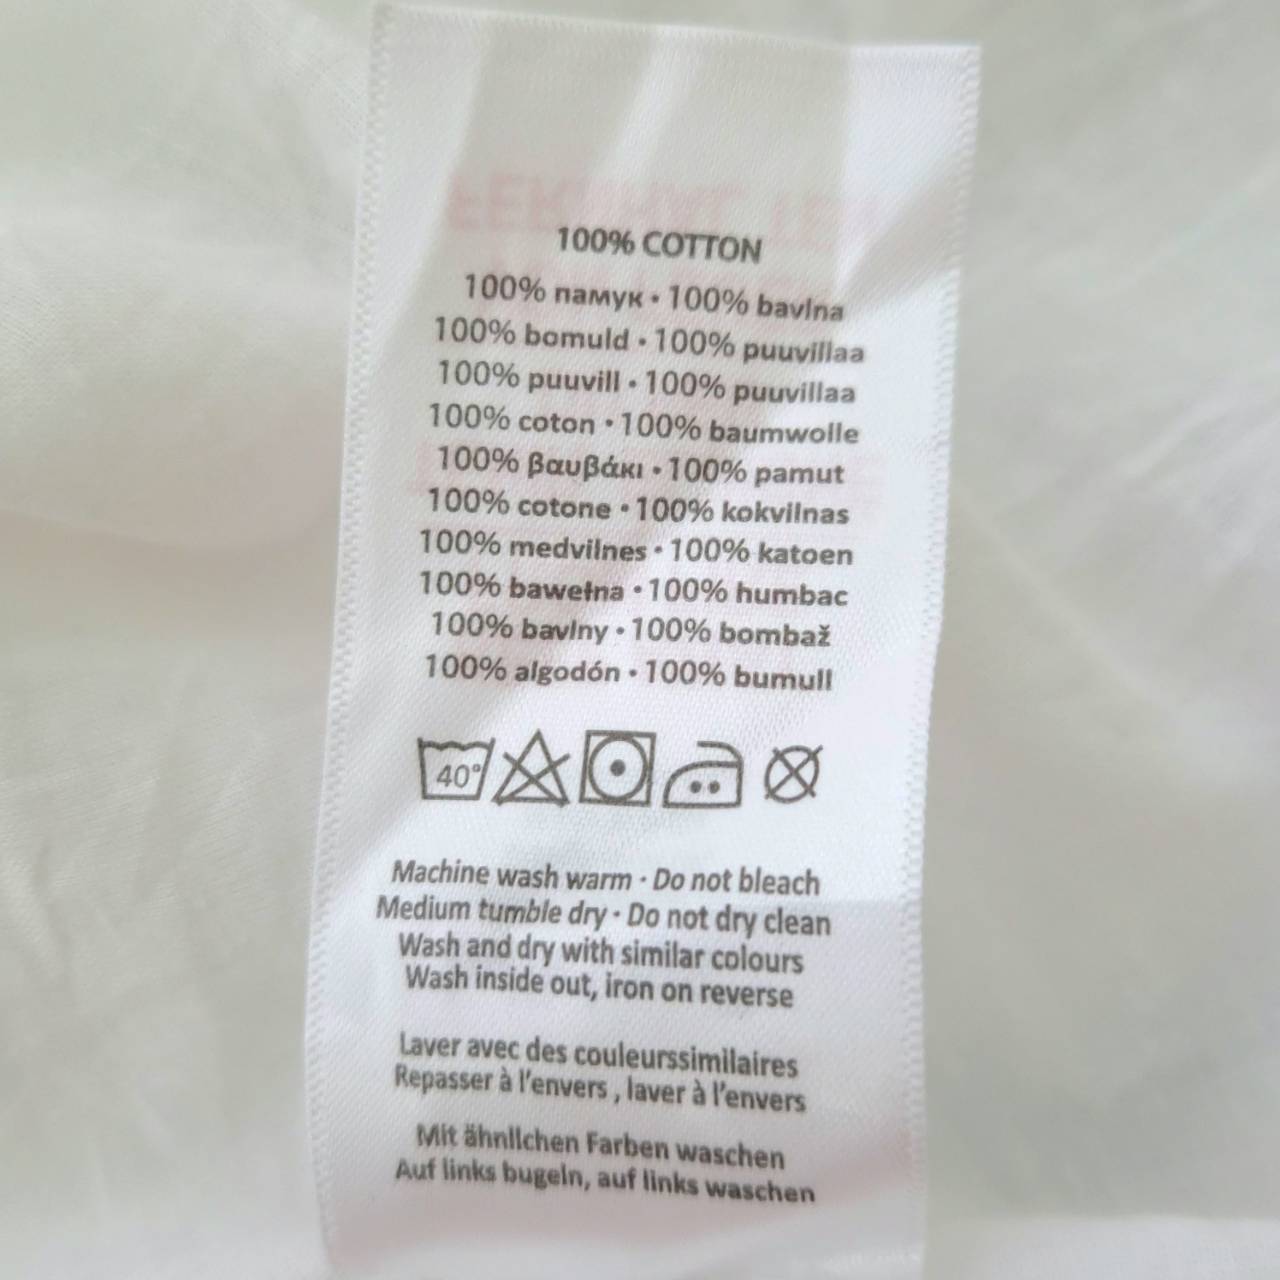 100% COTTON
100% памук • 100% bavlna
100% bomuld • 100% puuvillaa
100% puuvill • 100% puuvillaa
100% coton • 100% baumwolle
100% βαυβάκι • 100% pamut
100% cotone • 100% kokvilnas
100% medvilnes • 100% katoen
100% bawełna • 100% humbac
100% bavlny • 100% bombaž
100% algodón • 100% bumull
40°
Machine wash warm · Do not bleach
Medium tumble dry · Do not dry clean
Wash and dry with similar colours
Wash inside out, iron on reverse
Laver avec des couleurssimilaires
Repasser à l'envers , laver à l'envers
Mit ähnllchen Farben waschen
Auf links bugeln, auf links waschen